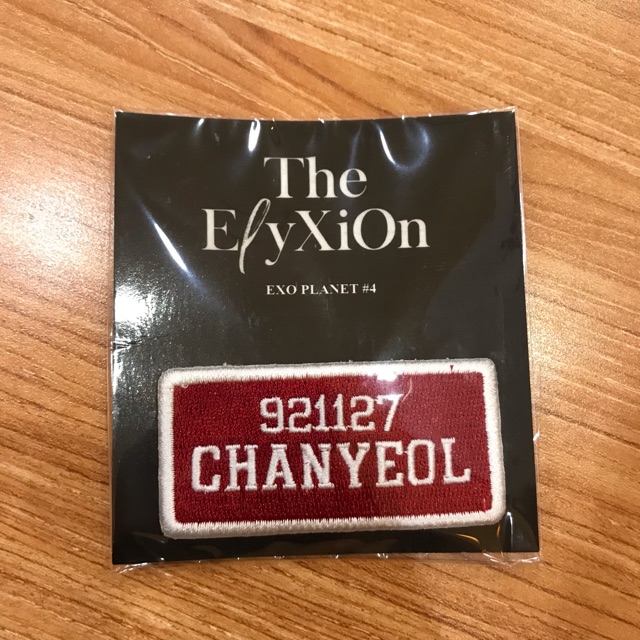 The
ElyXiOn
EXO PLANET #4
921127
CHANYEOL